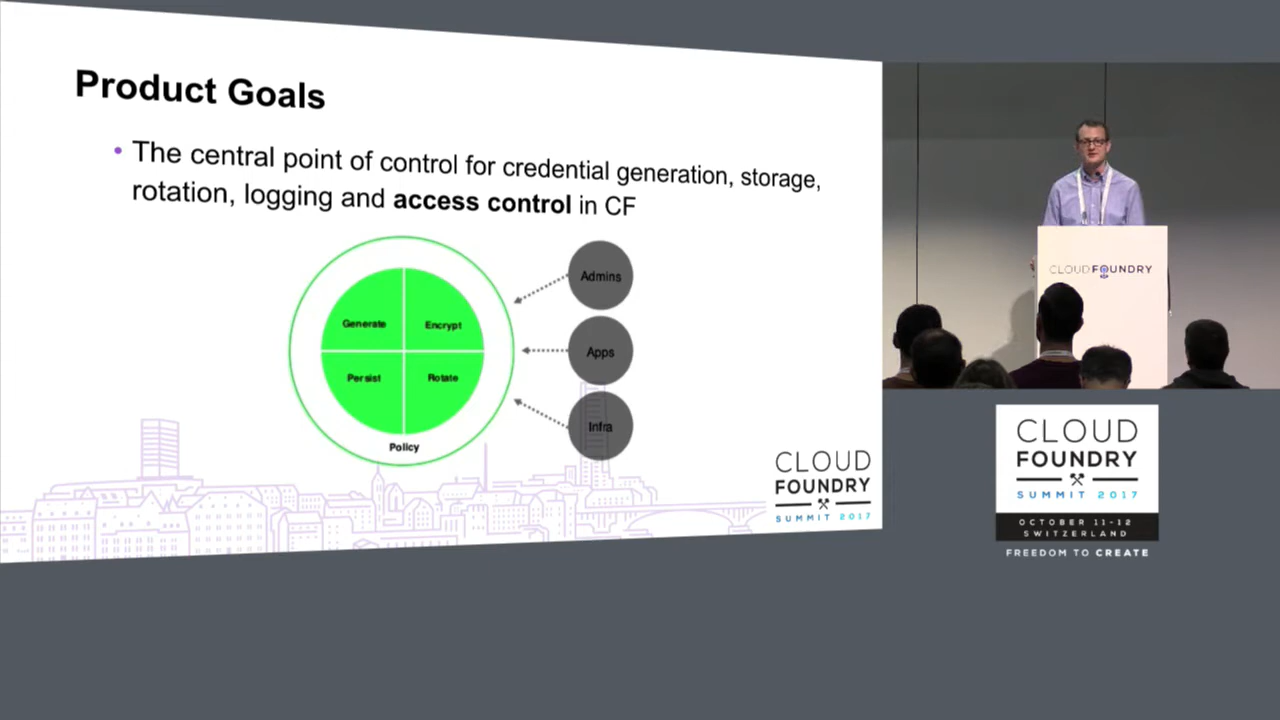 Product Goals
• The central point of control for credential generation, storage,
rotation, logging and access control in CF
Generate
Encrypt
Persist
Rotate
Policy
Admins
Apps
Infra
CLOUD
FOUNDRY
SUMMIT 2017
CLOUD FOUNDRY
CLOUD
FOUNDRY
SUMMIT 2017
OCTOBER 11-12
SWITZERLAND
FREEDOM TO CREATE